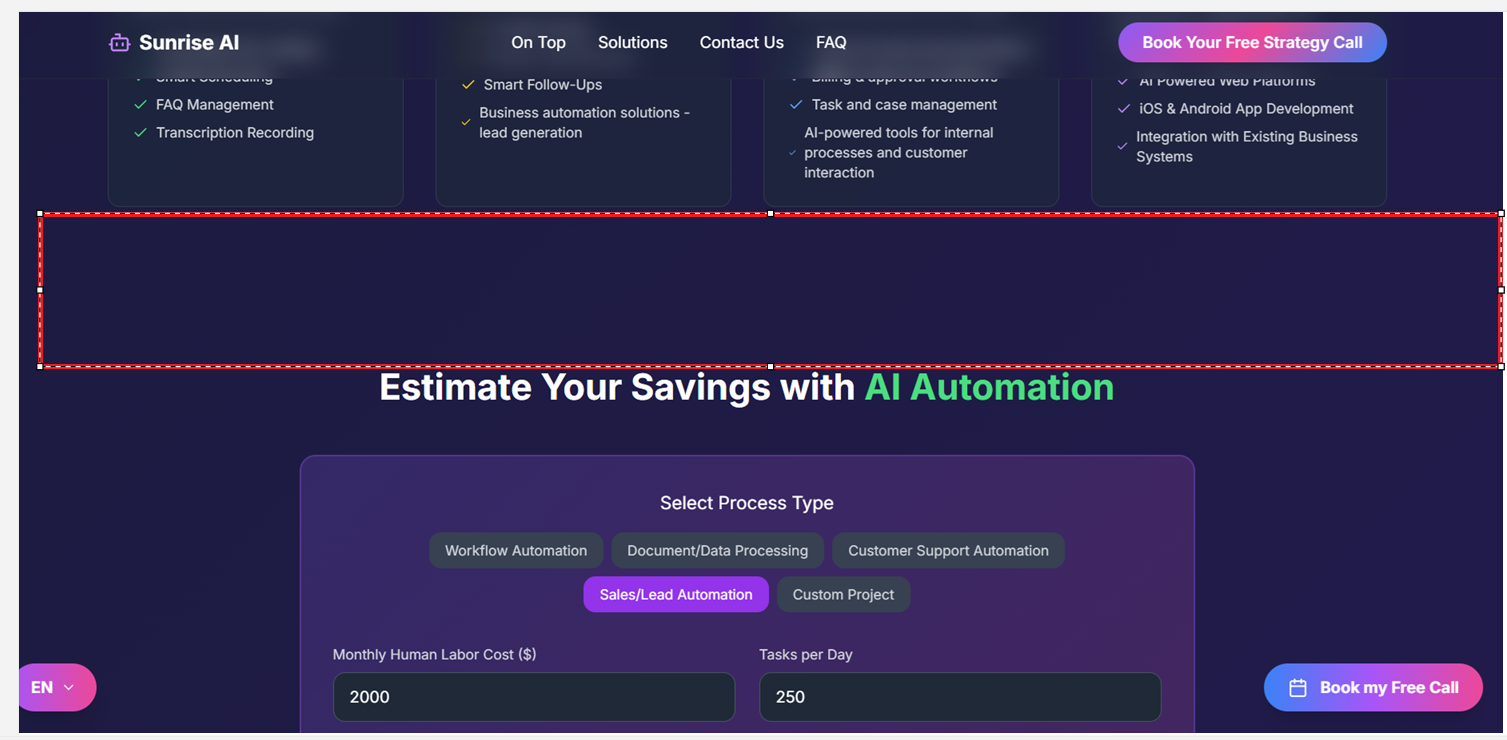 Sunrise AI
On Top
Solutions
Contact Us
FAQ
Book Your Free Strategy Call
Smart Scheduling
FAQ Management
Transcription Recording
Smart Follow-Ups
Business automation solutions -
lead generation
Billing & approval workflows
Task and case management
AI-powered tools for internal
processes and customer
interaction
AI Powered Web Platforms
iOS & Android App Development
Integration with Existing Business
Systems
Estimate Your Savings with AI Automation
Select Process Type
Workflow Automation
Document/Data Processing
Customer Support Automation
Sales/Lead Automation
Custom Project
Monthly Human Labor Cost ($)
Tasks per Day
2000
250
EN
Book my Free Call